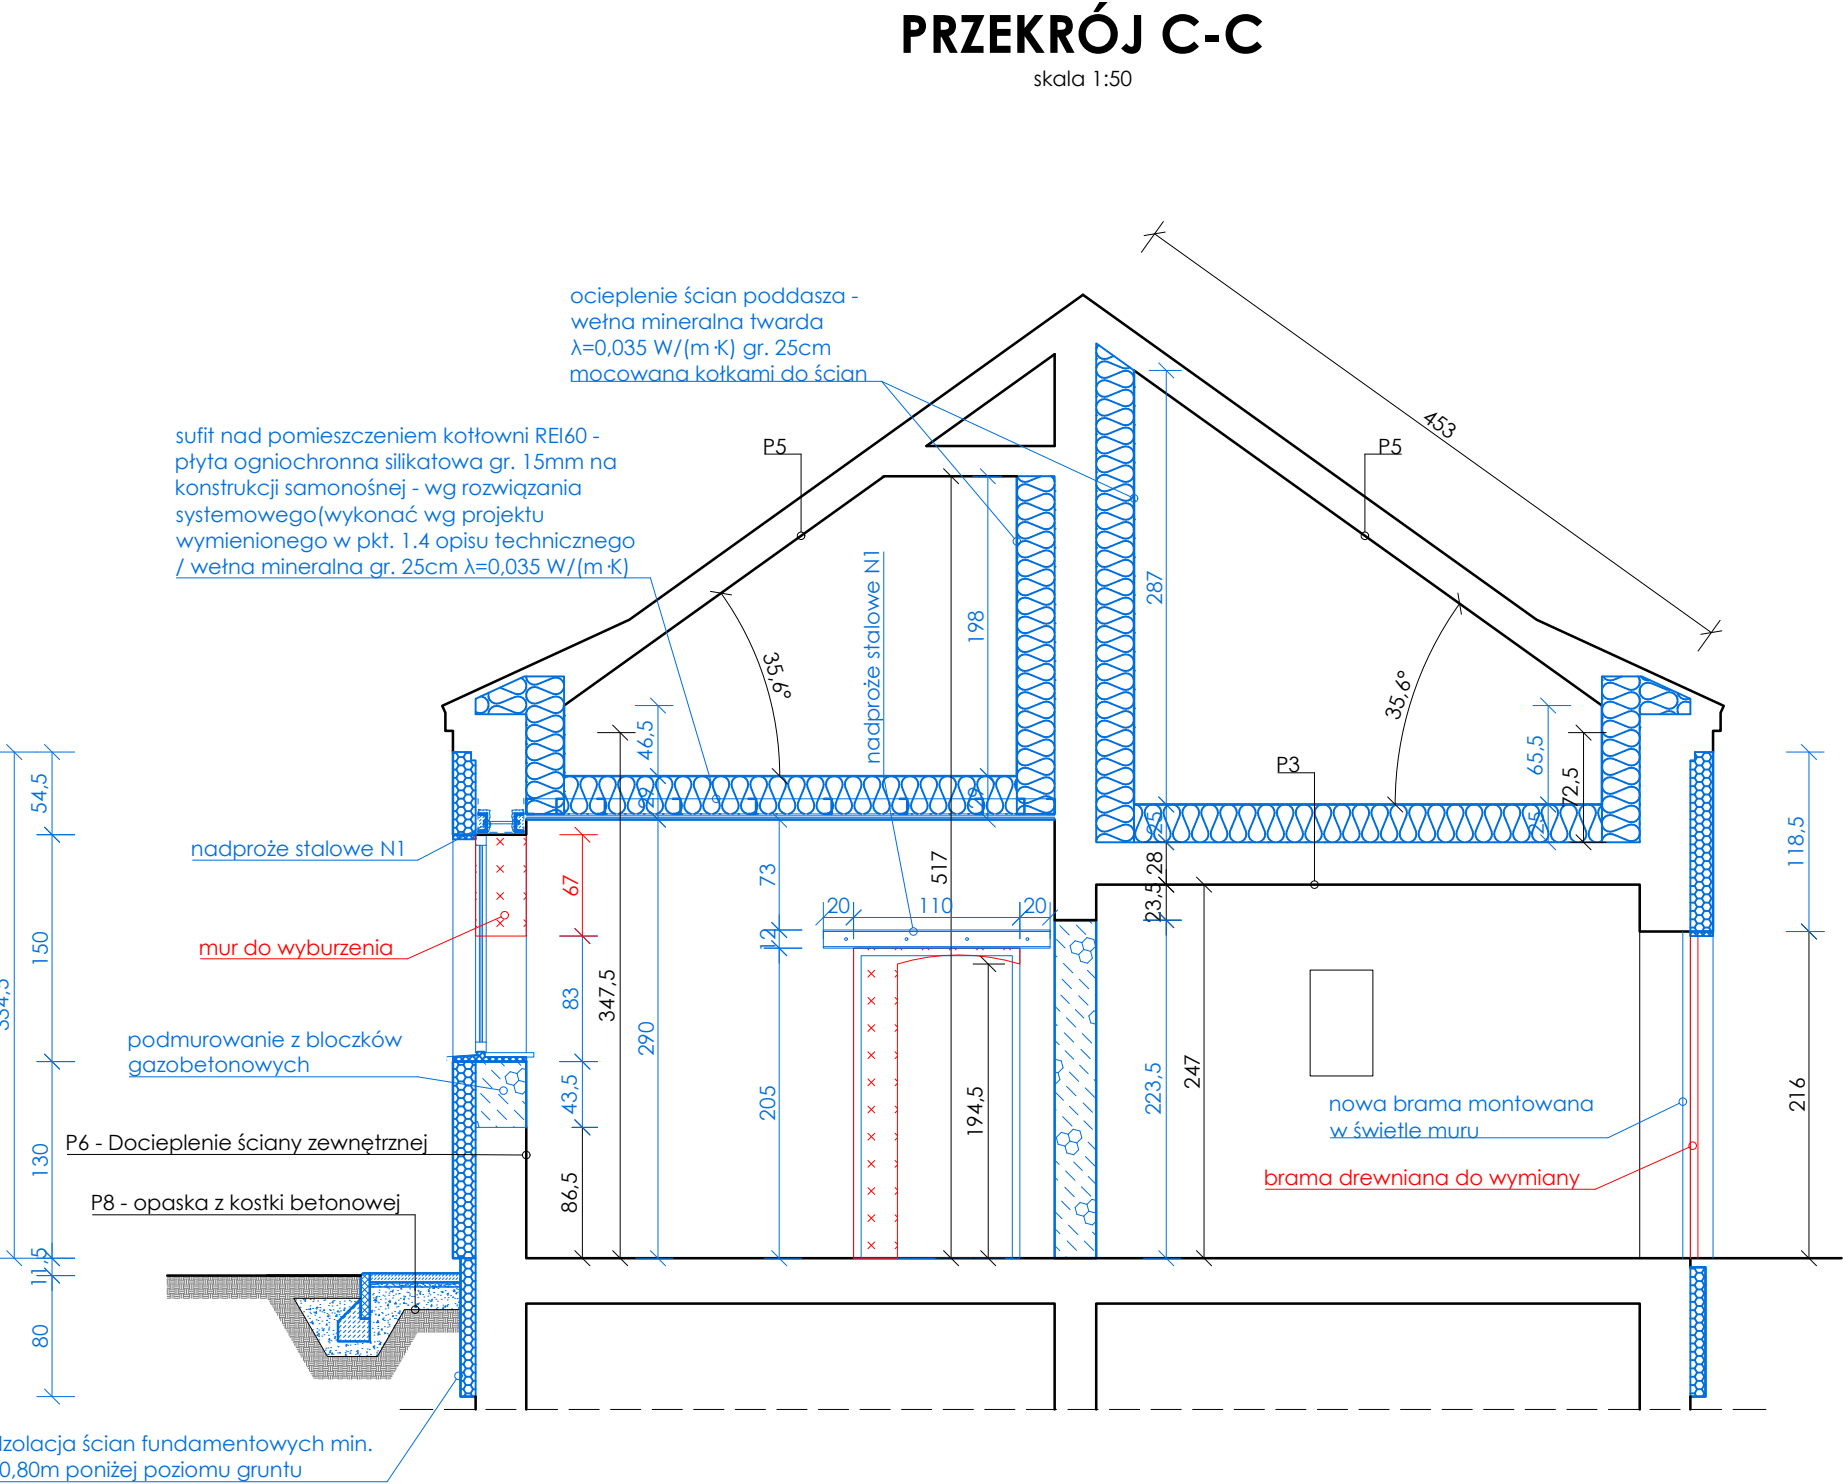 PRZEKRÓJ C-C
skala 1:50
ocieplenie ścian poddasza -
wełna mineralna twarda
λ=0,035 W/(m·K) gr. 25cm
mocowana kołkami do ścian
sufit nad pomieszczeniem kotłowni REI60 -
płyta ogniochronna silikatowa gr. 15mm na
konstrukcji samonośnej - wg rozwiązania
systemowego(wykonać wg projektu
wymienionego w pkt. 1.4 opisu technicznego
/ wełna mineralna gr. 25cm λ=0,035 W/(m·K)
P5
P5
453
287
198
nadproże stalowe N1
35,6°
35,6°
46,5
65,5
72,5
P3
29
29
25
25
54,5
118,5
nadproże stalowe N1
67
73
517
28
23,5
20
110
20
12
mur do wyburzenia
150
334,5
83
347,5
290
205
194,5
223,5
247
216
podmurowanie z bloczków
gazobetonowych
43,5
nowa brama montowana
w świetle muru
P6 - Docieplenie ściany zewnętrznej
130
brama drewniana do wymiany
86,5
P8 - opaska z kostki betonowej
11,5
80
Izolacja ścian fundamentowych min.
0,80m poniżej poziomu gruntu